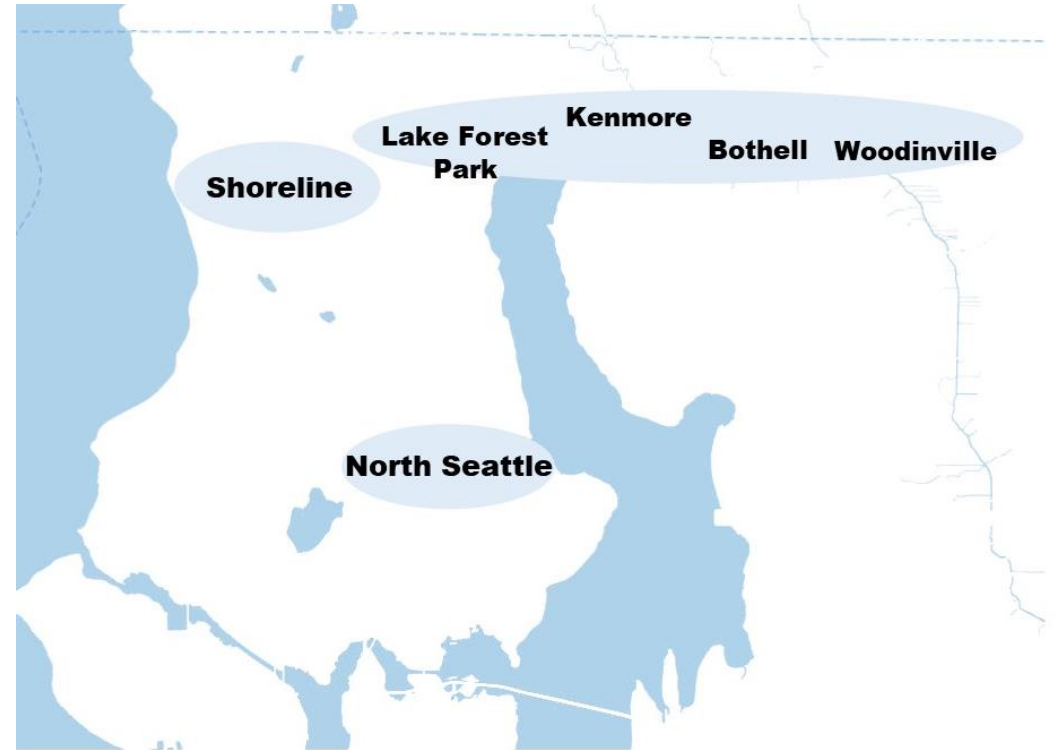 Kenmore
Lake Forest
Park
Bothell
Woodinville
Shoreline
North Seattle